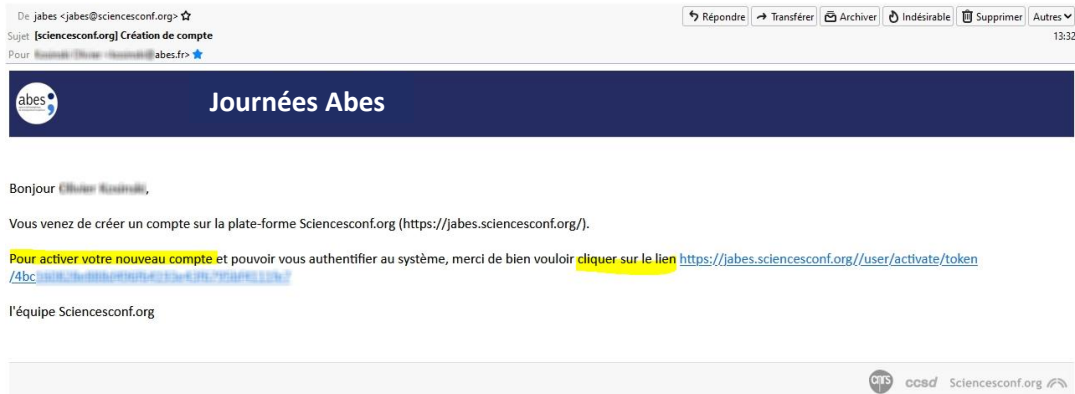 De jabes <jabes@sciencesconf.org>
Répondre Transférer Archiver Indésirable Supprimer Autres
Sujet [sciencesconf.org] Création de compte
13:32
Pour abes.fr>
abes
Journées Abes
Bonjour ,
Vous venez de créer un compte sur la plate-forme Sciencesconf.org (https://jabes.sciencesconf.org/).
Pour activer votre nouveau compte et pouvoir vous authentifier au système, merci de bien vouloir cliquer sur le lien https://jabes.sciencesconf.org//user/activate/token
/4bc
l'équipe Sciencesconf.org
cnrs ccsd Sciencesconf.org